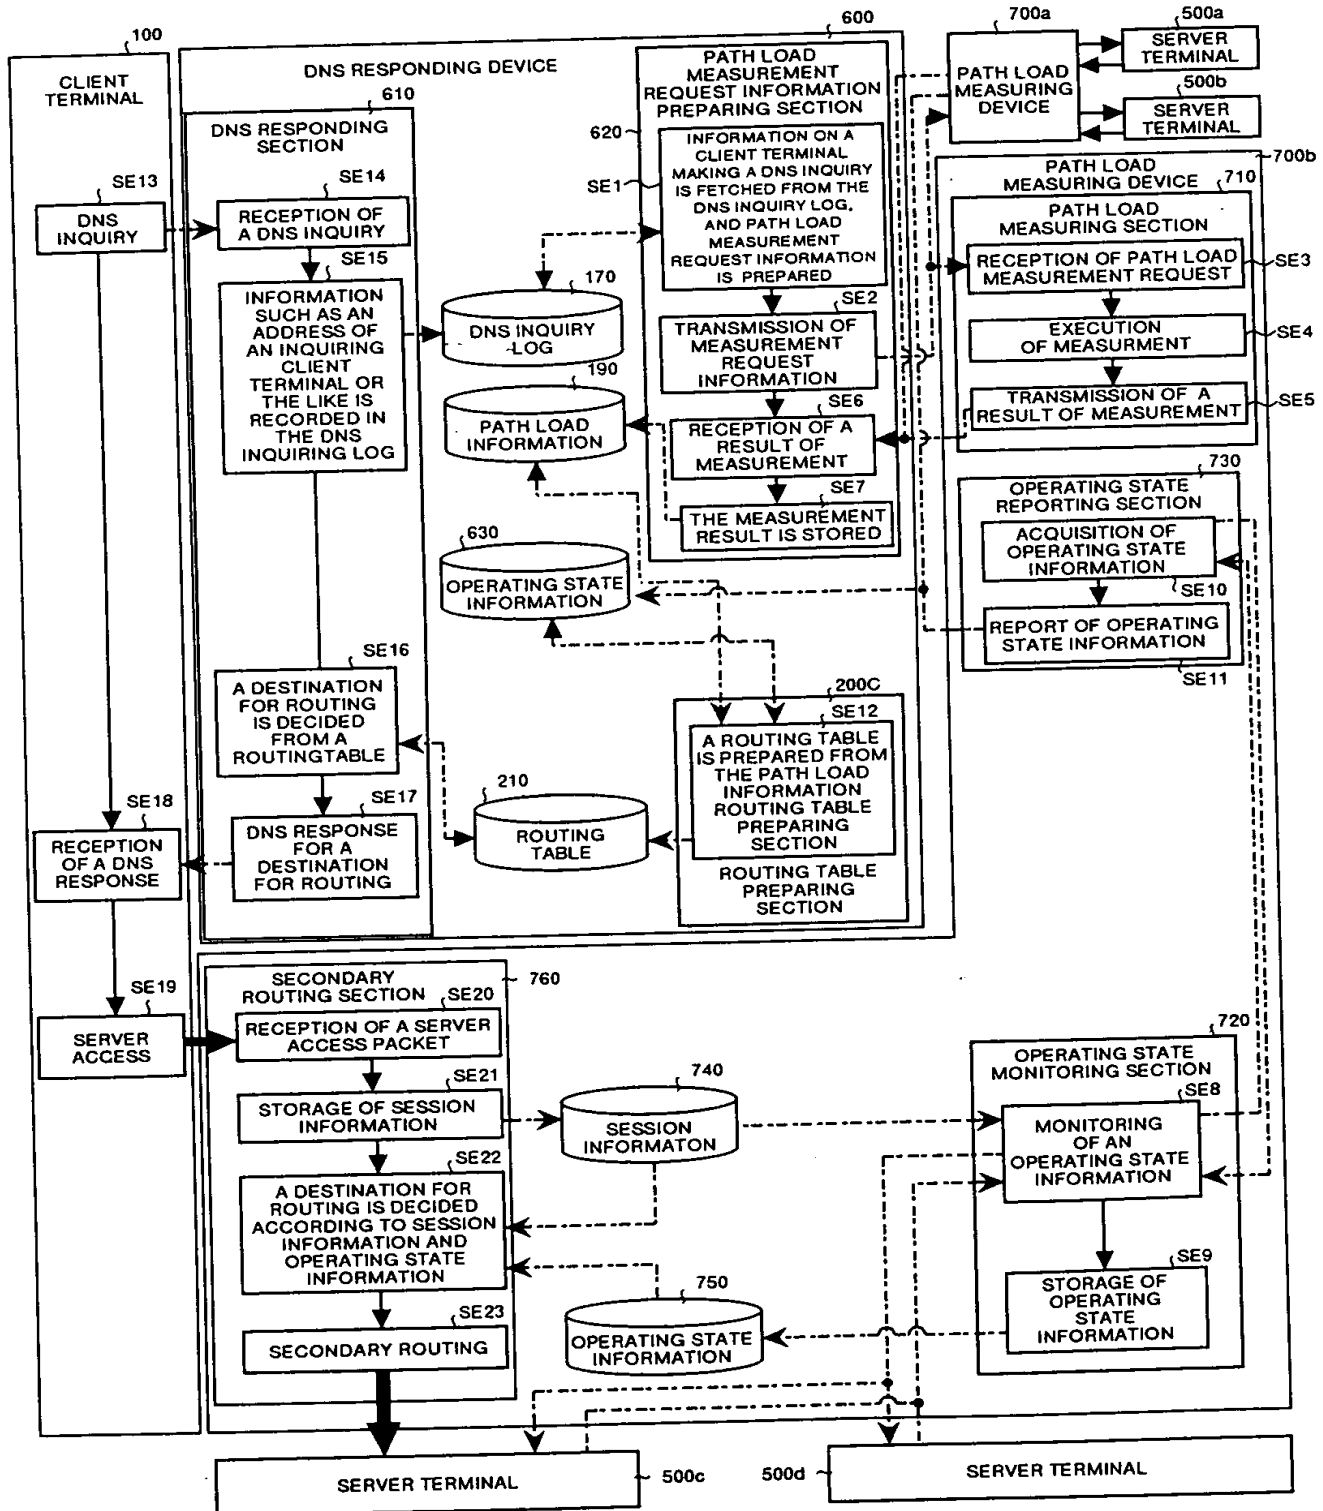 100
CLIENT
TERMINAL
SE13
DNS
INQUIRY
SE18
RECEPTION
OF A DNS
RESPONSE
SE19
SERVER
ACCESS
600
DNS RESPONDING DEVICE
610
DNS RESPONDING
SECTION
SE14
RECEPTION OF
A DNS INQUIRY
SE15
INFORMATION
SUCH AS AN
ADDRESS OF
AN INQUIRING
CLIENT
TERMINAL OR
THE LIKE IS
RECORDED IN
THE DNS
INQUIRING LOG
SE16
A DESTINATION
FOR ROUTING
IS DECIDED
FROM A
ROUTINGTABLE
SE17
DNS RESPONSE
FOR A
DESTINATION
FOR ROUTING
170
DNS INQUIRY
LOG
190
PATH LOAD
INFORMATION
630
OPERATING STATE
INFORMATION
210
ROUTING
TABLE
PATH LOAD
MEASUREMENT
REQUEST INFORMATION
PREPARING SECTION
620
SE1
INFORMATION ON A
CLIENT TERMINAL
MAKING A DNS INQUIRY
IS FETCHED FROM THE
DNS INQUIRY LOG,
AND PATH LOAD
MEASUREMENT
REQUEST INFORMATION
IS PREPARED
SE2
TRANSMISSION OF
MEASUREMENT
REQUEST
INFORMATION
SE6
RECEPTION OF A
RESULT OF
MEASUREMENT
SE7
THE MEASUREMENT
RESULT IS STORED
200C
SE12
A ROUTING TABLE
IS PREPARED FROM
THE PATH LOAD
INFORMATION
ROUTING TABLE
PREPARING
SECTION
ROUTING TABLE
PREPARING
SECTION
700a
PATH LOAD
MEASURING
DEVICE
500a
SERVER
TERMINAL
500b
SERVER
TERMINAL
700b
PATH LOAD
MEASURING DEVICE
710
PATH LOAD
MEASURING SECTION
RECEPTION OF PATH LOAD
MEASUREMENT REQUEST
SE3
EXECUTION
OF MEASURMENT
SE4
TRANSMISSION OF A
RESULT OF MEASUREMENT
SE5
730
OPERATING STATE
REPORTING SECTION
ACQUISITION OF
OPERATING STATE
INFORMATION
SE10
REPORT OF OPERATING
STATE INFORMATION
SE11
SECONDARY
ROUTING SECTION
760
SE20
RECEPTION OF A SERVER
ACCESS PACKET
SE21
STORAGE OF SESSION
INFORMATION
SE22
A DESTINATION FOR
ROUTING IS DECIDED
ACCORDING TO SESSION
INFORMATION AND
OPERATING STATE
INFORMATION
SE23
SECONDARY ROUTING
740
SESSION
INFORMATON
750
OPERATING STATE
INFORMATION
720
OPERATING STATE
MONITORING SECTION
SE8
MONITORING
OF AN
OPERATING STATE
INFORMATION
SE9
STORAGE OF
OPERATING
STATE
INFORMATION
SERVER TERMINAL
500c
500d
SERVER TERMINAL